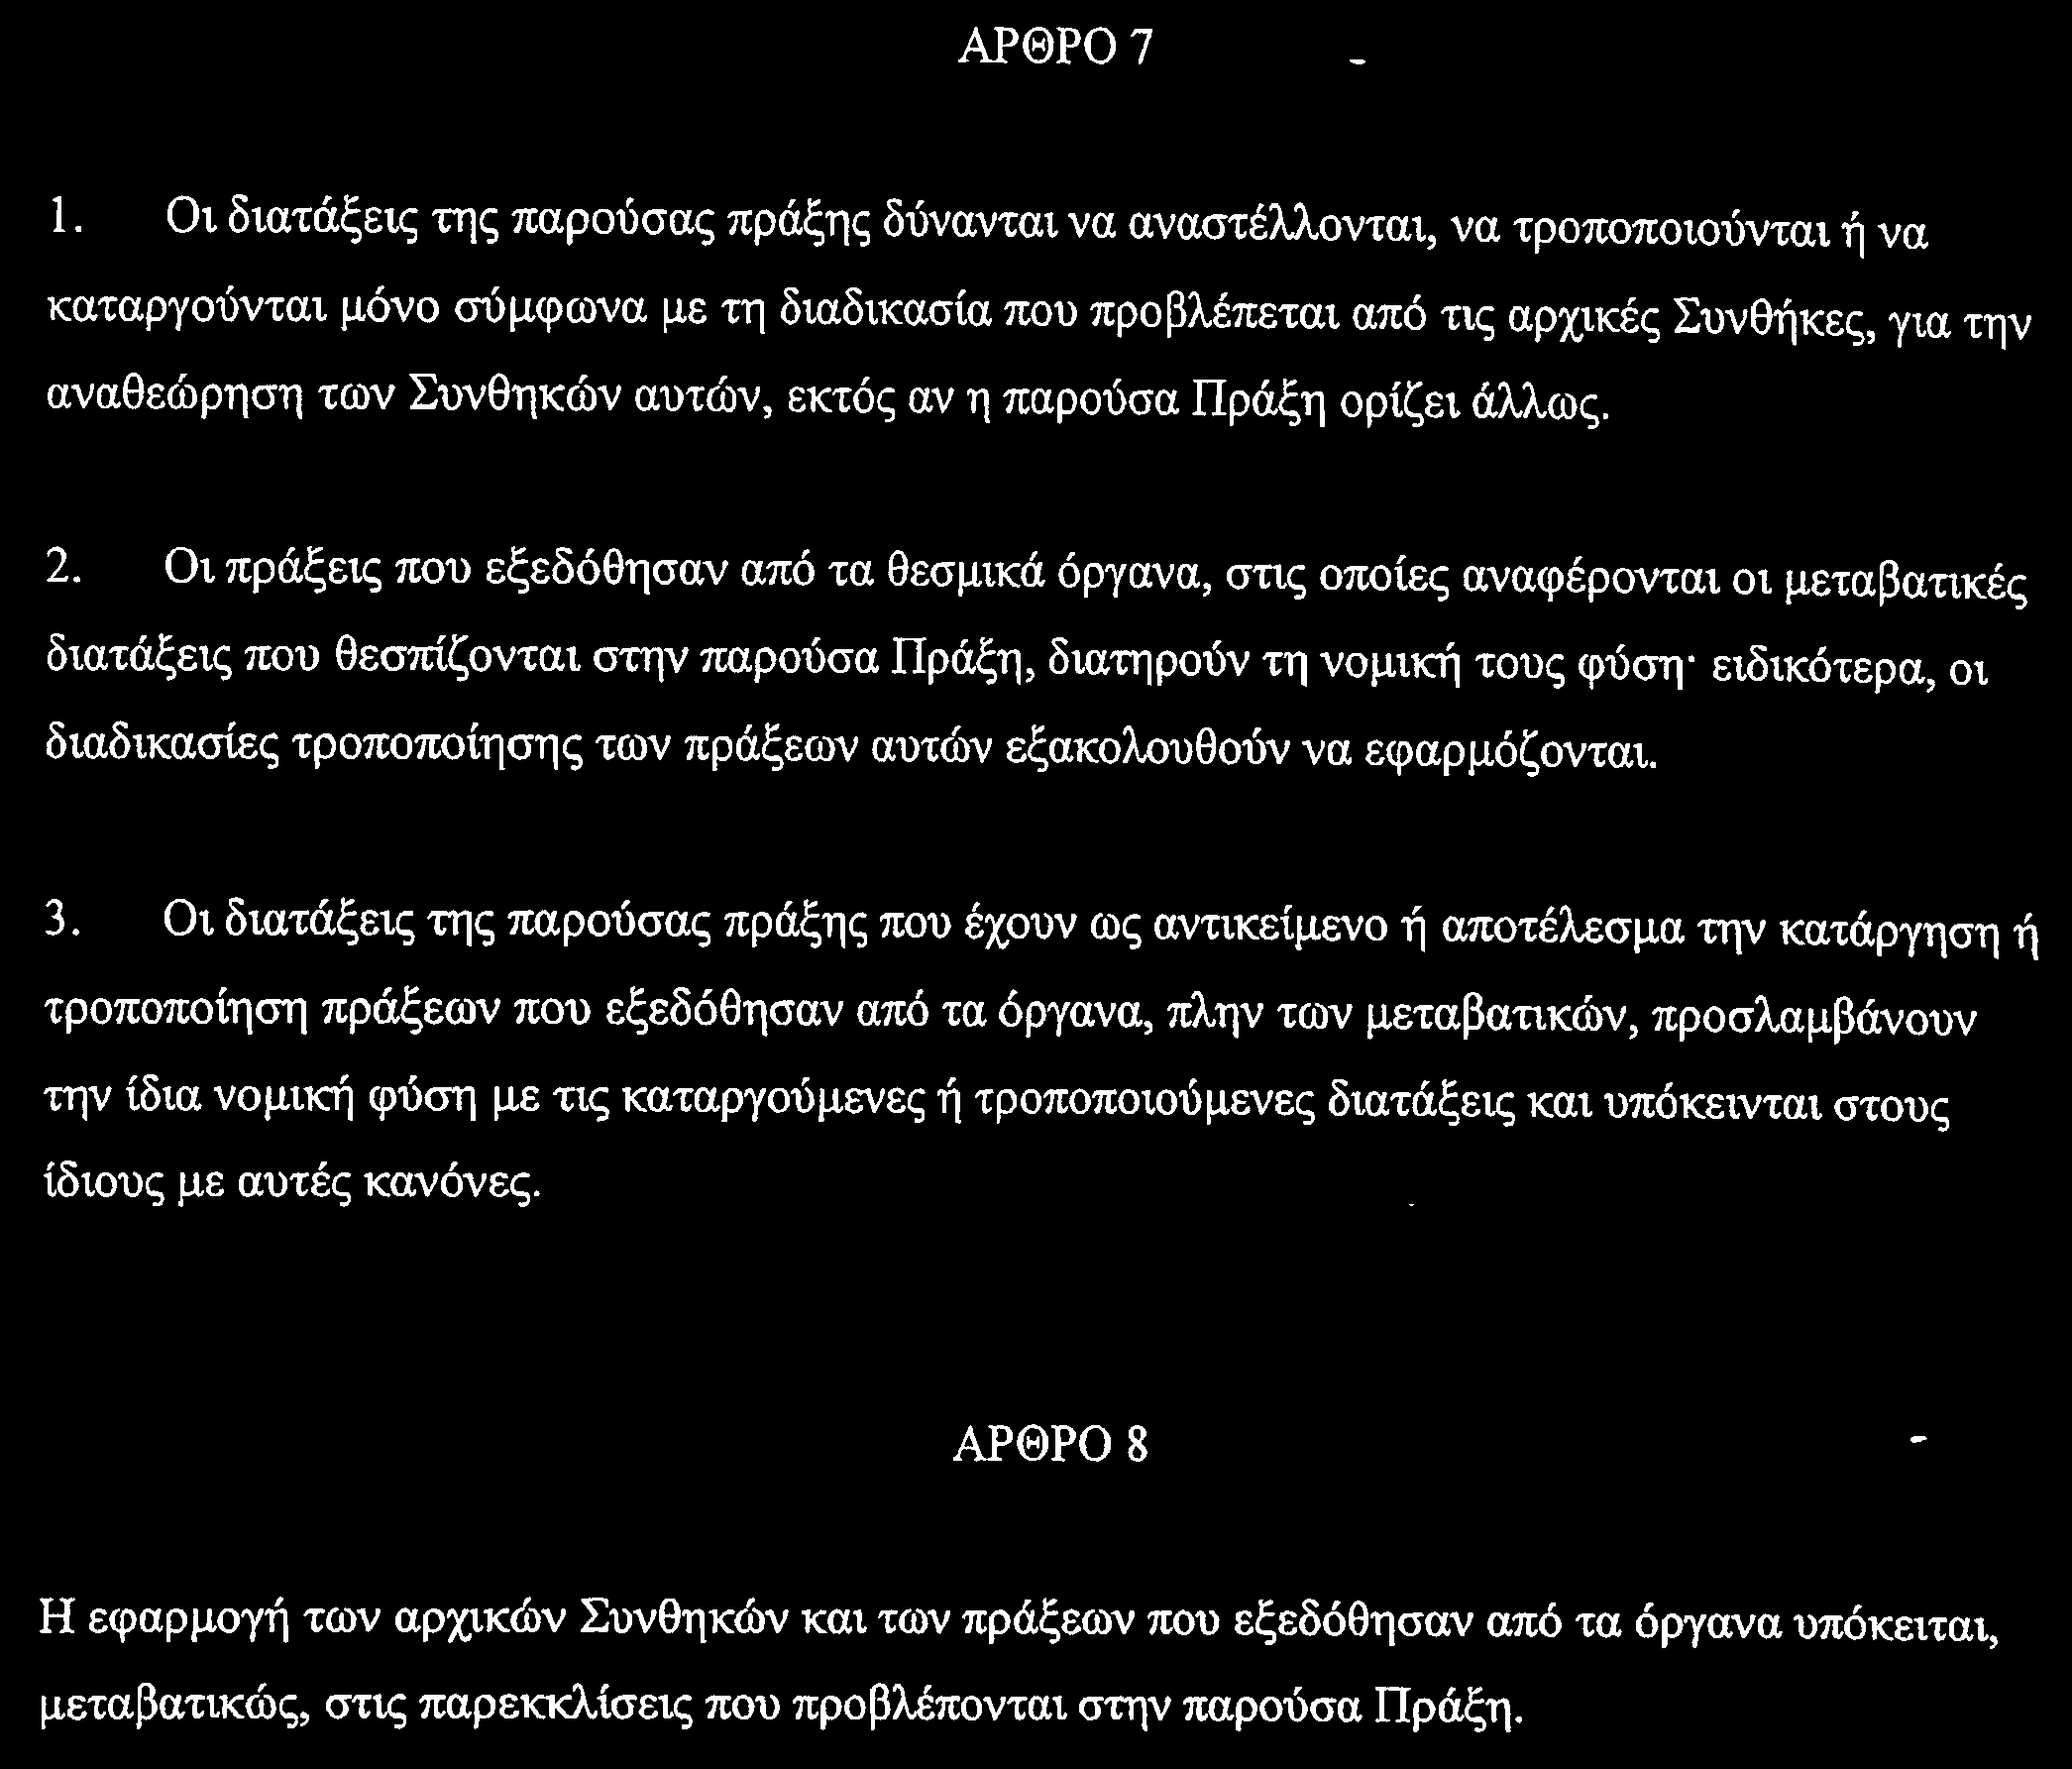 ΑΡΘΡΟ 7
1. Οι διατάξεις της παρούσας πράξης δύνανται να αναστέλλονται, να τροποποιούνται ή να
καταργούνται μόνο σύμφωνα με τη διαδικασία που προβλέπεται από τις αρχικές Συνθήκες, για την
αναθεώρηση των Συνθηκών αυτών, εκτός αν η παρούσα Πράξη ορίζει άλλως.
2. Οι πράξεις που εξεδόθησαν από τα θεσμικά όργανα, στις οποίες αναφέρονται οι μεταβατικές
διατάξεις που θεσπίζονται στην παρούσα Πράξη, διατηρούν τη νομική τους φύση· ειδικότερα, οι
διαδικασίες τροποποίησης των πράξεων αυτών εξακολουθούν να εφαρμόζονται.
3. Οι διατάξεις της παρούσας πράξης που έχουν ως αντικείμενο ή αποτέλεσμα την κατάργηση ή
τροποποίηση πράξεων που εξεδόθησαν από τα όργανα, πλην των μεταβατικών, προσλαμβάνουν
την ίδια νομική φύση με τις καταργούμενες ή τροποποιούμενες διατάξεις και υπόκεινται στους
ίδιους με αυτές κανόνες.
ΑΡΘΡΟ 8
Η εφαρμογή των αρχικών Συνθηκών και των πράξεων που εξεδόθησαν από τα όργανα υπόκειται,
μεταβατικώς, στις παρεκκλίσεις που προβλέπονται στην παρούσα Πράξη.